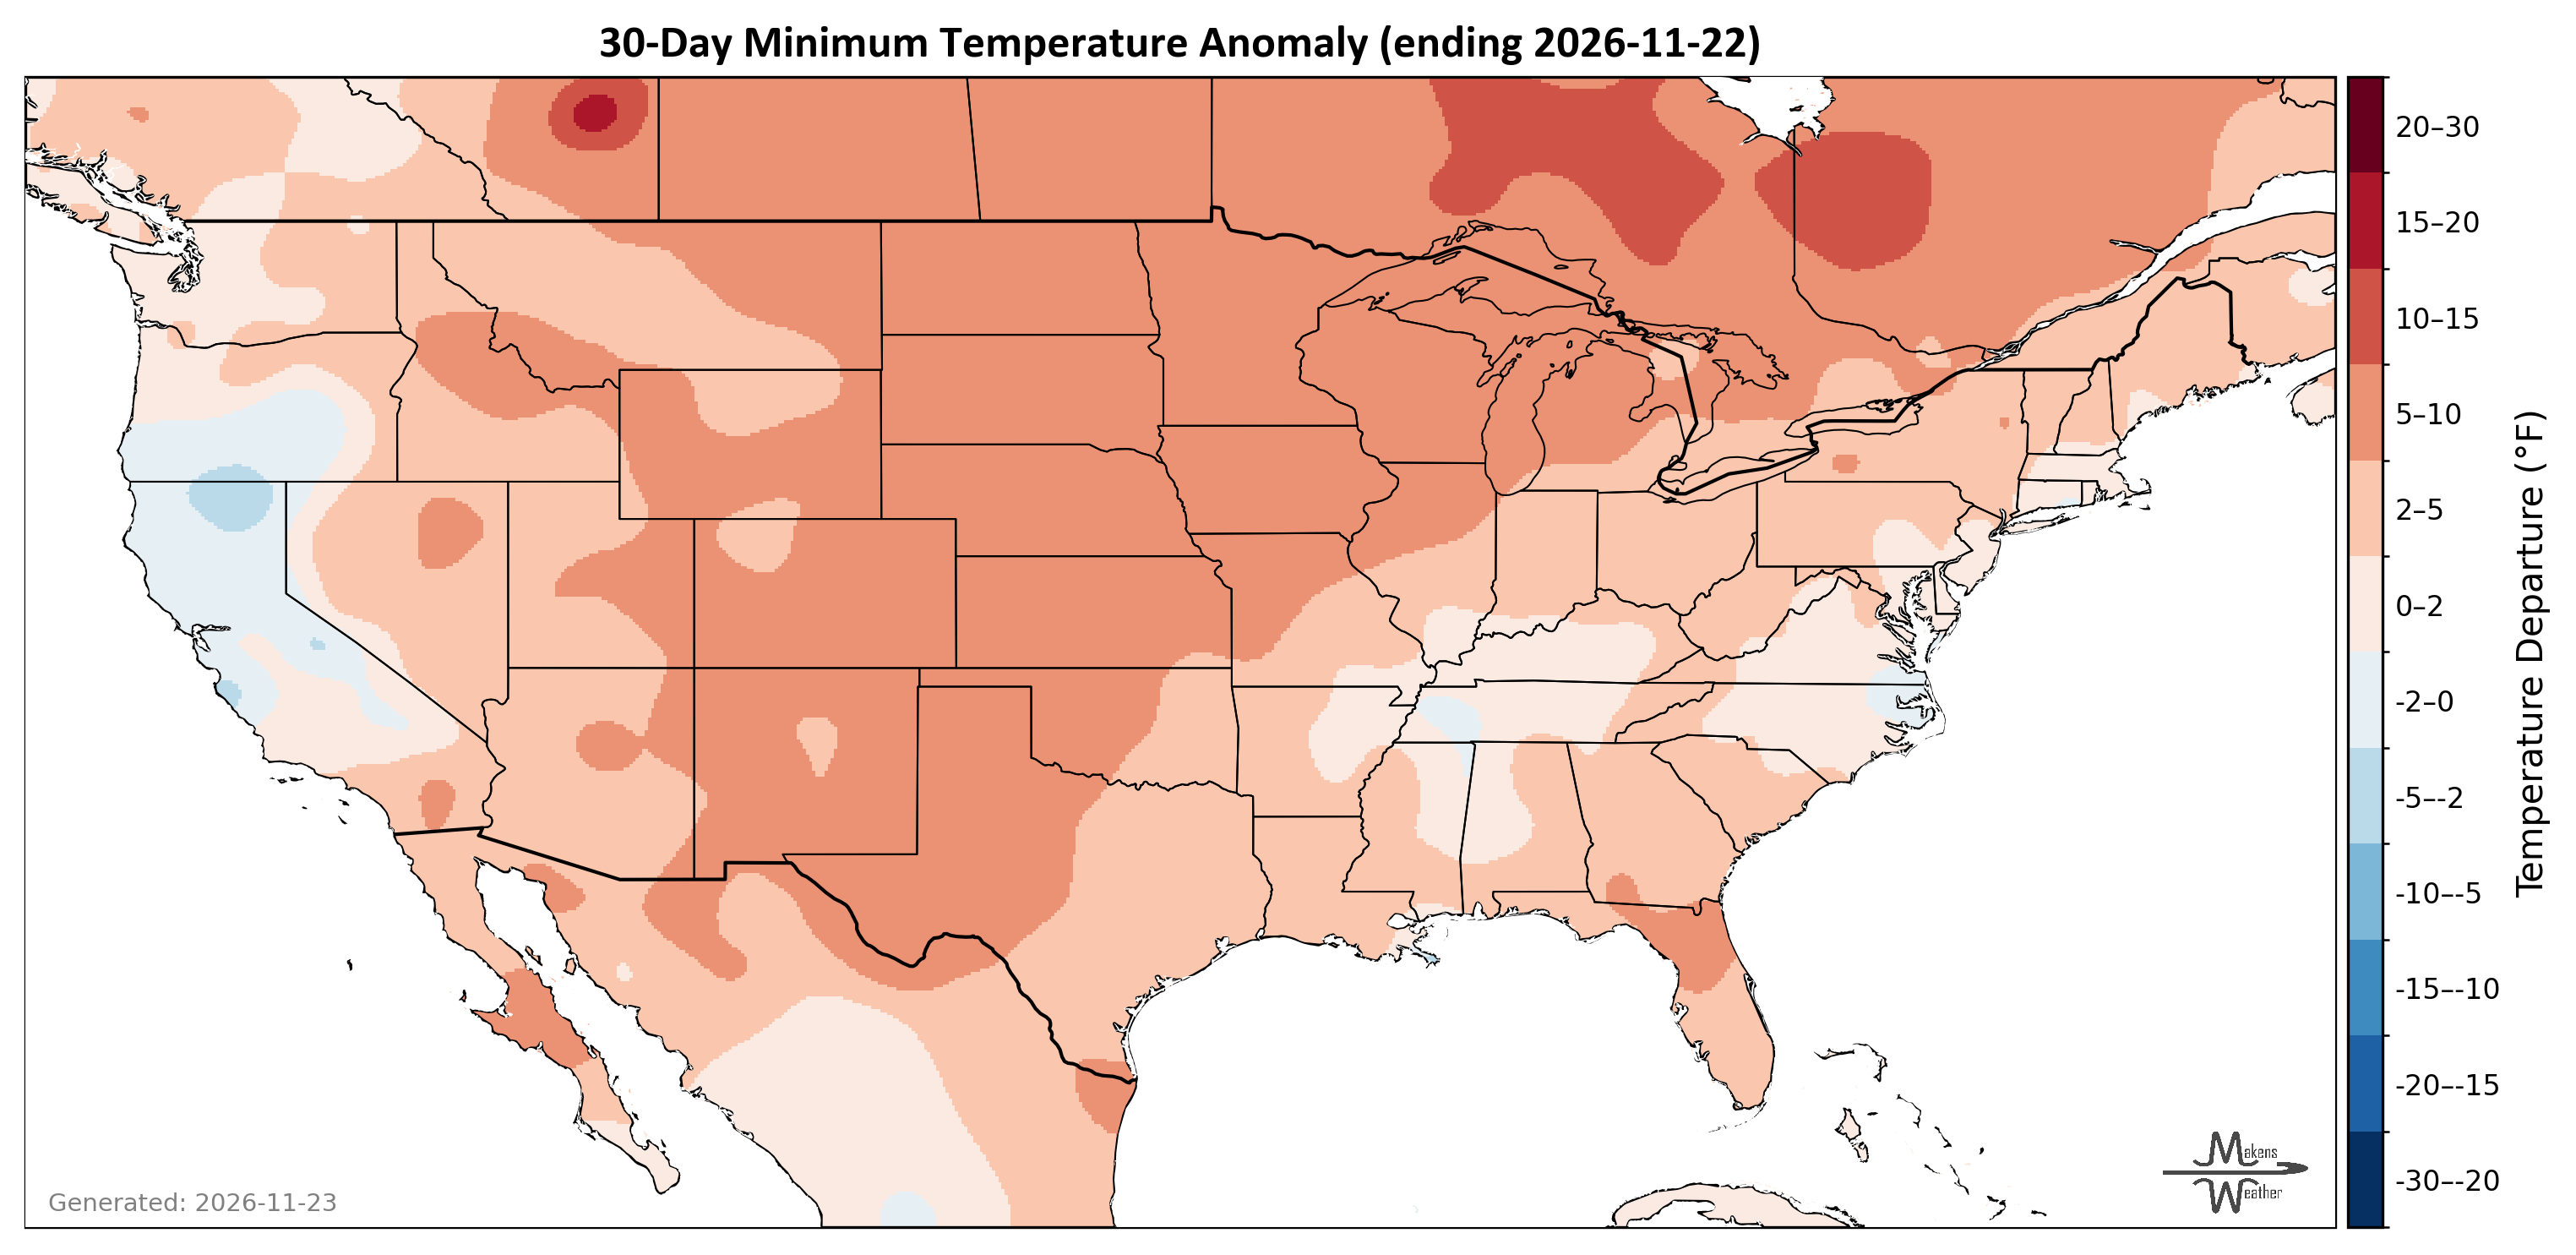 30-Day Minimum Temperature Anomaly (ending 2026-11-22)
20–30
15–20
10–15
5–10
2–5
0–2
-2–0
-5–-2
-10–-5
-15–-10
-20–-15
-30–-20
Temperature Departure (°F)
Generated: 2026-11-23
Makens
Weather